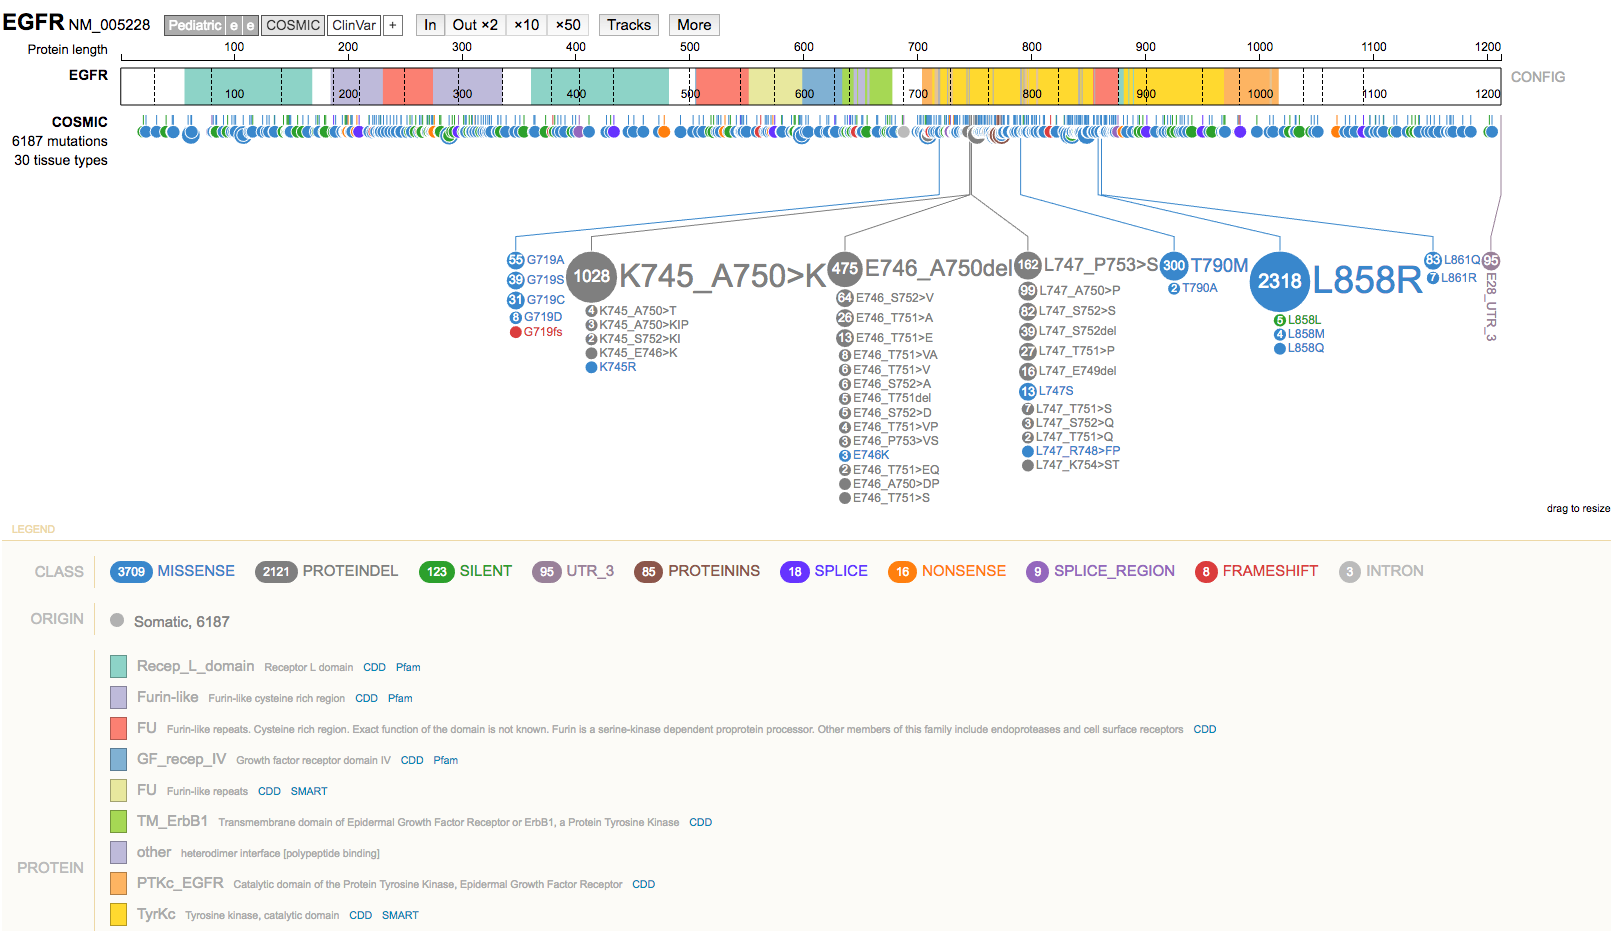 EGFR NM_005228 Pediatric e e COSMIC ClinVar + In Out ×2 ×10 ×50 Tracks More
Protein length 100 200 300 400 500 600 700 800 900 1000 1100 1200
EGFR CONFIG
100 200 300 400 500 600 700 800 900 1000 1100 1200
COSMIC
6187 mutations
30 tissue types
55 G719A
39 G719S
31 G719C
8 G719D
G719fs
1028 K745_A750>K
4 K745_A750>T
3 K745_A750>KIP
2 K745_S752>KI
K745_E746>K
K745R
475 E746_A750del
64 E746_S752>V
26 E746_T751>A
13 E746_T751>E
8 E746_T751>VA
6 E746_T751>V
6 E746_S752>A
5 E746_T751del
5 E746_S752>D
4 E746_T751>VP
3 E746_P753>VS
3 E746K
2 E746_T751>EQ
E746_A750>DP
E746_T751>S
162 L747_P753>S
99 L747_A750>P
82 L747_S752>S
39 L747_S752del
27 L747_T751>P
16 L747_E749del
13 L747S
7 L747_T751>S
3 L747_S752>Q
2 L747_T751>Q
L747_R748>FP
L747_K754>ST
300 T790M
2 T790A
2318 L858R
5 L858L
4 L858M
L858Q
83 L861Q
7 L861R
95
E28_UTR_3
drag to resize
LEGEND
CLASS 3709 MISSENSE 2121 PROTEINDEL 123 SILENT 95 UTR_3 85 PROTEININS 18 SPLICE 16 NONSENSE 9 SPLICE_REGION 8 FRAMESHIFT 3 INTRON
ORIGIN Somatic, 6187
PROTEIN
Recep_L_domain Receptor L domain CDD Pfam
Furin-like Furin-like cysteine rich region CDD Pfam
FU Furin-like repeats. Cysteine rich region. Exact function of the domain is not known. Furin is a serine-kinase dependent proprotein processor. Other members of this family include endoproteases and cell surface receptors CDD
GF_recep_IV Growth factor receptor domain IV CDD Pfam
FU Furin-like repeats CDD SMART
TM_ErbB1 Transmembrane domain of Epidermal Growth Factor Receptor or ErbB1, a Protein Tyrosine Kinase CDD
other heterodimer interface [polypeptide binding]
PTKc_EGFR Catalytic domain of the Protein Tyrosine Kinase, Epidermal Growth Factor Receptor CDD
TyrKc Tyrosine kinase, catalytic domain CDD SMART